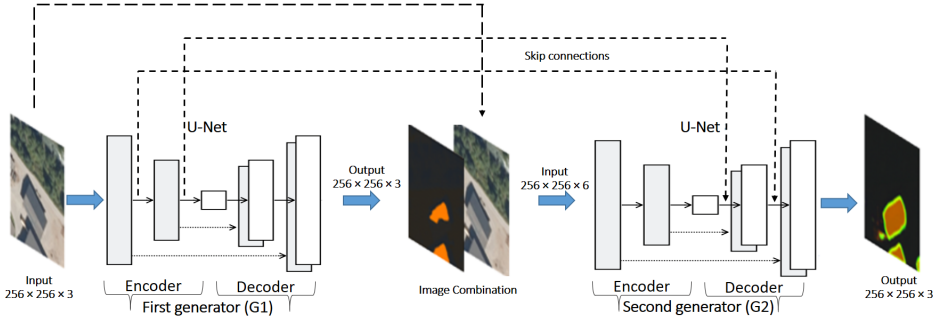 Skip connections
U-Net
U-Net
Output
256 × 256 × 3
Input
256 × 256 × 6
Input
256 × 256 × 3
Encoder
Decoder
First generator (G1)
Image Combination
Encoder
Decoder
Second generator (G2)
Output
256 × 256 × 3